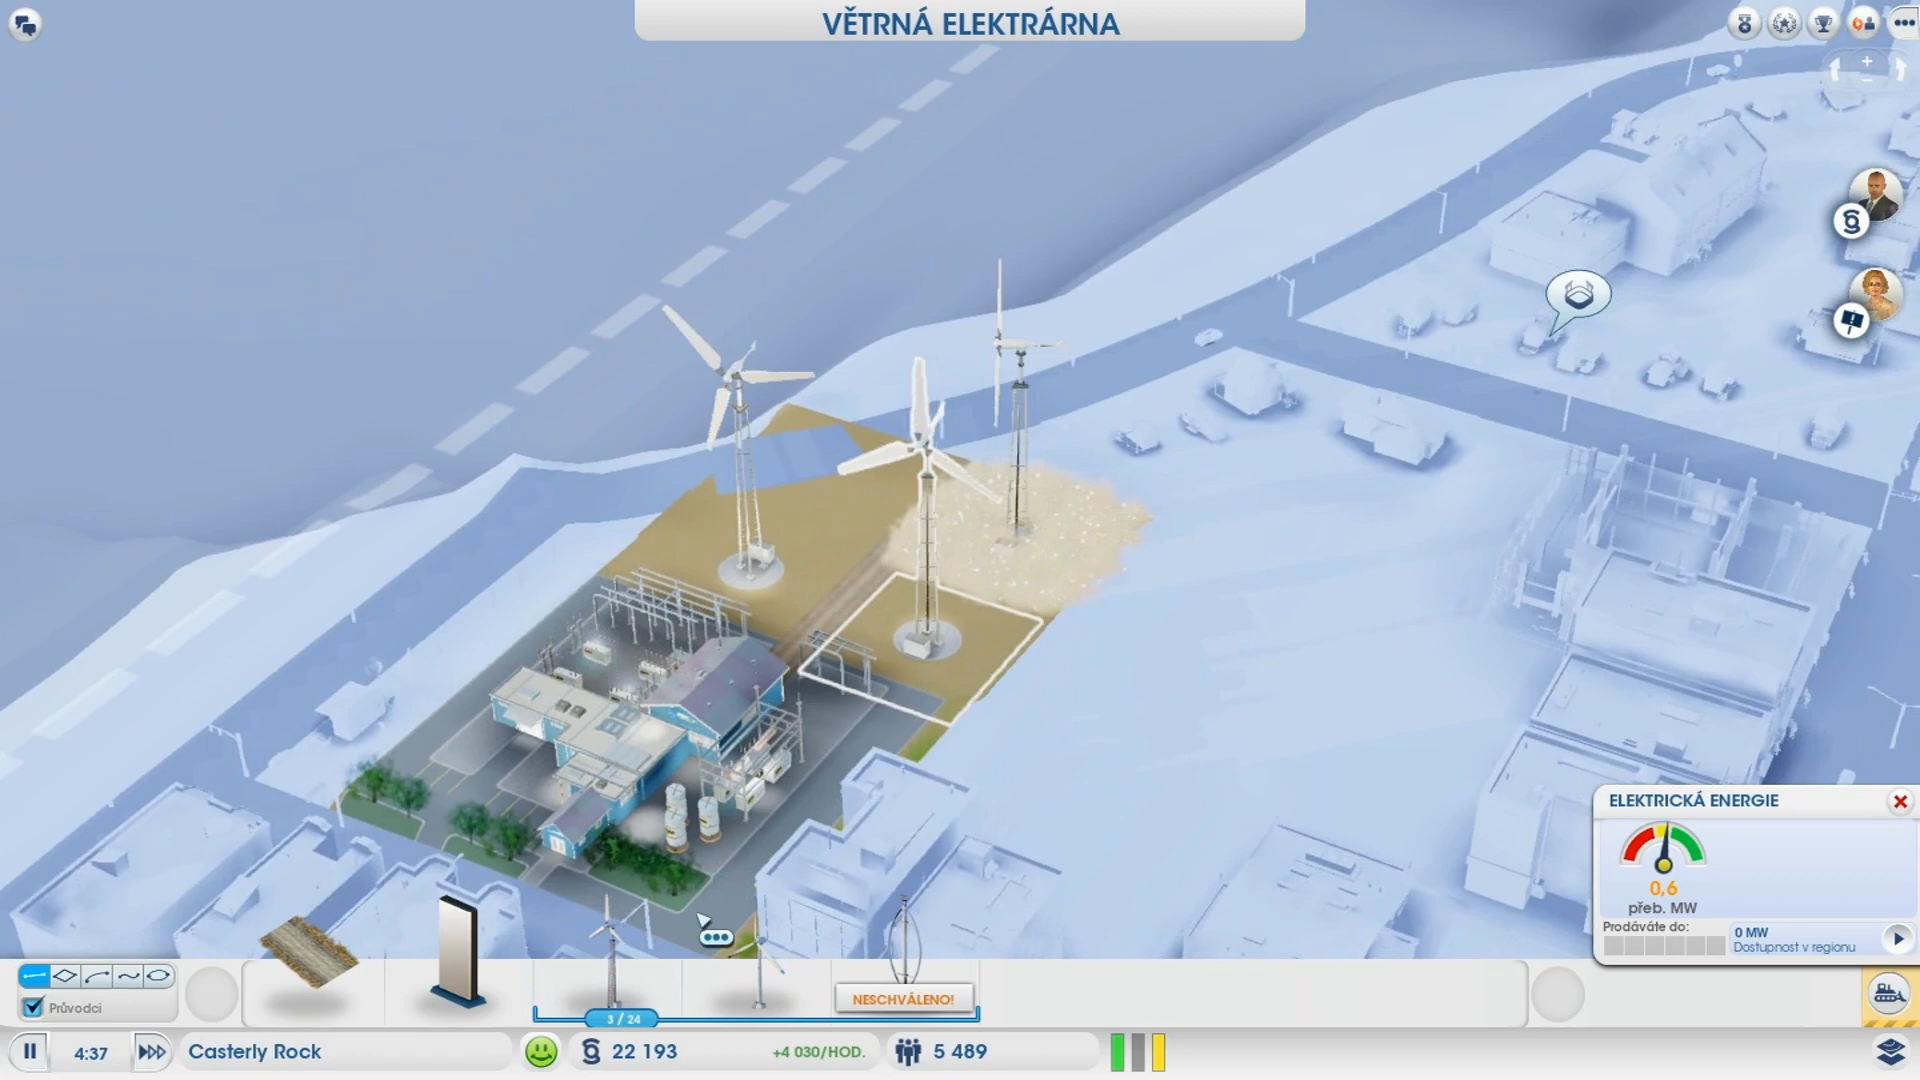 VĚTRNÁ ELEKTRÁRNA
ELEKTRICKÁ ENERGIE
0,6
přeb. MW
Prodáváte do:
0 MW
Dostupnost v regionu
Průvodci
3 / 24
NESCHVÁLENO!
4:37
Casterly Rock
22 193
+4 030/HOD.
5 489